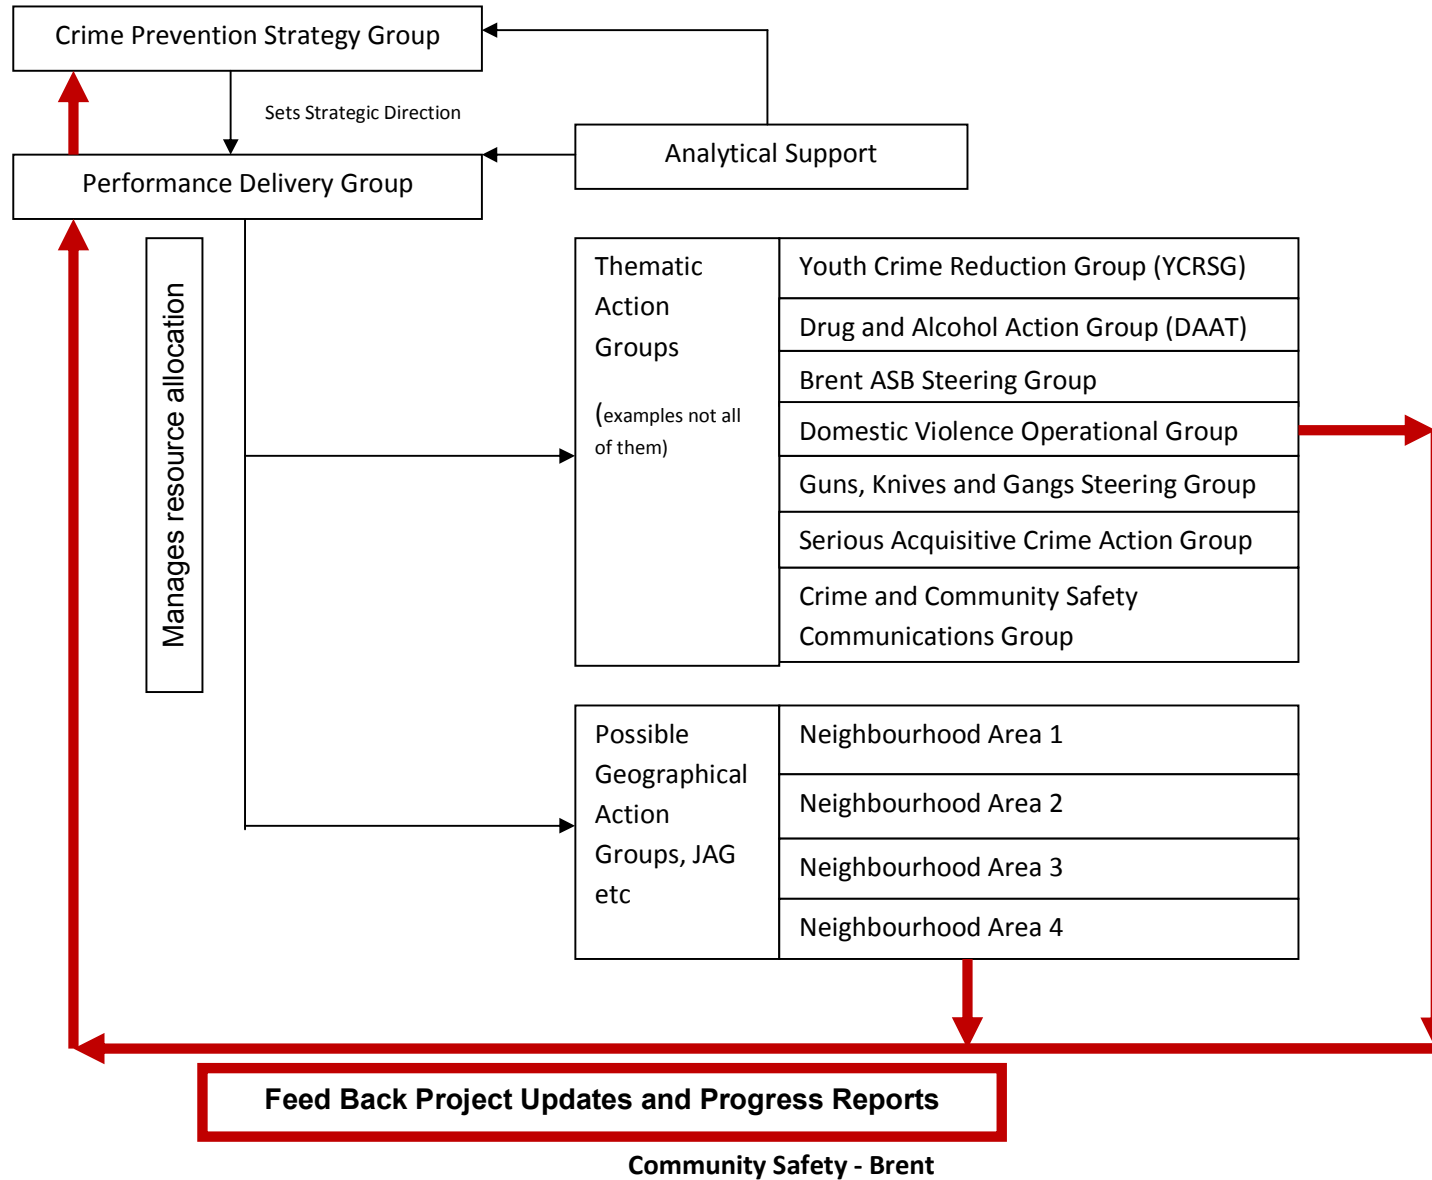 Crime Prevention Strategy Group
Sets Strategic Direction
Analytical Support
Performance Delivery Group
Manages resource allocation
Thematic
Action
Groups
(examples not all
of them)
Youth Crime Reduction Group (YCRSG)
Drug and Alcohol Action Group (DAAT)
Brent ASB Steering Group
Domestic Violence Operational Group
Guns, Knives and Gangs Steering Group
Serious Acquisitive Crime Action Group
Crime and Community Safety
Communications Group
Possible
Geographical
Action
Groups, JAG
etc
Neighbourhood Area 1
Neighbourhood Area 2
Neighbourhood Area 3
Neighbourhood Area 4
Feed Back Project Updates and Progress Reports
Community Safety - Brent